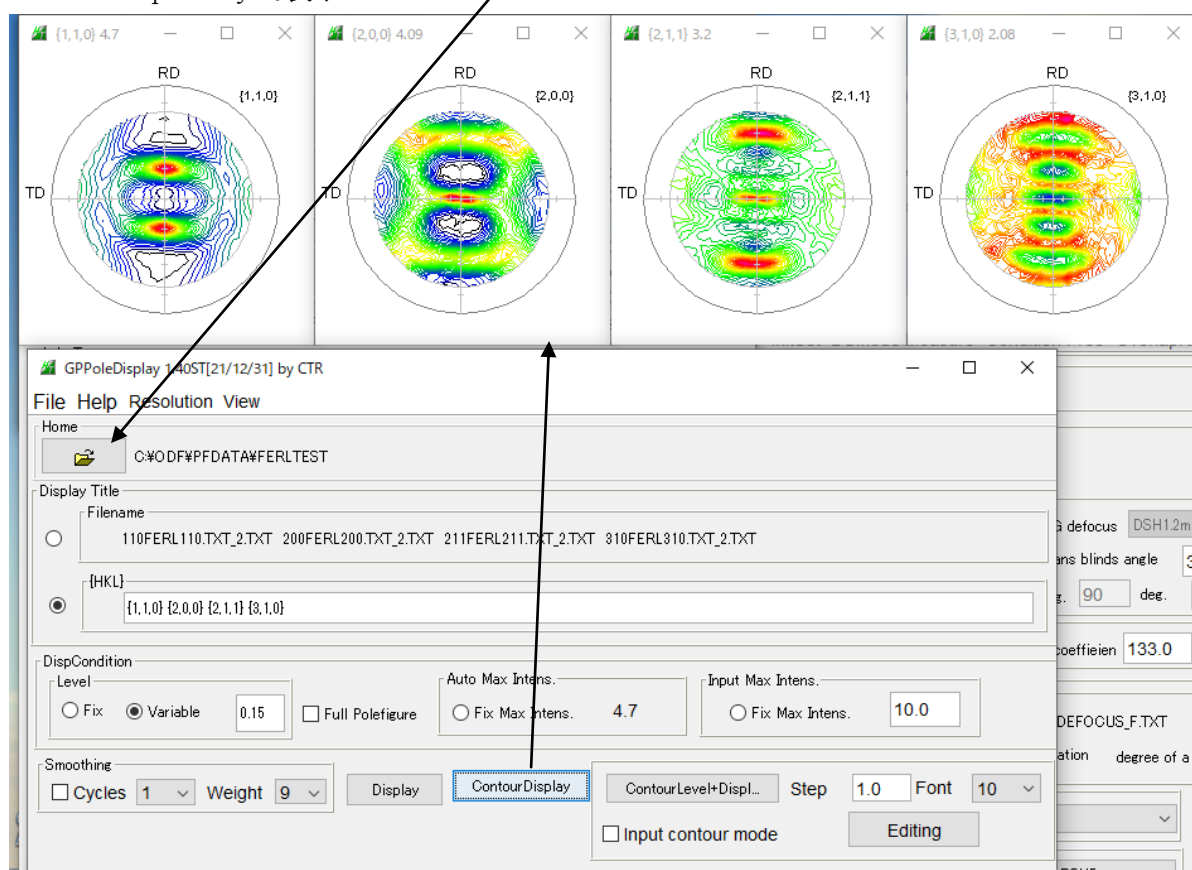 {1,1,0} 4.7
{2,0,0} 4.09
{2,1,1} 3.2
{3,1,0} 2.08
RD
{1,1,0}
TD
RD
{2,0,0}
TD
RD
{2,1,1}
TD
RD
{3,1,0}
TD
GPPoleDisplay 1.40ST[21/12/31] by CTR
File Help Resolution View
Home
C:¥ODF¥PFDATA¥FERLTEST
Display Title
Filename
110FERL110.TXT_2.TXT 200FERL200.TXT_2.TXT 211FERL211.TXT_2.TXT 310FERL310.TXT_2.TXT
{HKL}
{1,1,0} {2,0,0} {2,1,1} {3,1,0}
DispCondition
Level
Fix Variable 0.15 Full Polefigure
Auto Max Intens.
Fix Max Intens. 4.7
Input Max Intens.
Fix Max Intens. 10.0
Smoothing
Cycles 1 Weight 9 Display ContourDisplay ContourLevel+Displ... Step 1.0 Font 10
Input contour mode Editing
defocus DSH1.2m
ans blinds angle 3
90 deg.
coeffieien 133.0
DEFOCUS_F.TXT
ation degree of a